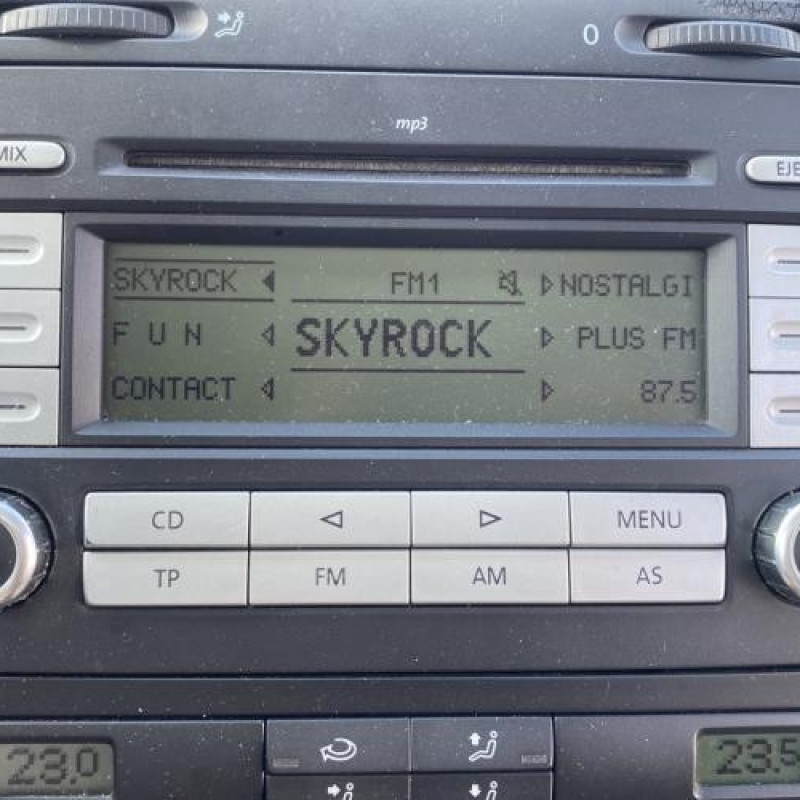 0
mp3
MIX
EJE
SKYROCK FM1 NOSTALGI
F U N SKYROCK PLUS FM
CONTACT 87.5
CD MENU
TP FM AM AS
23.0 23.5